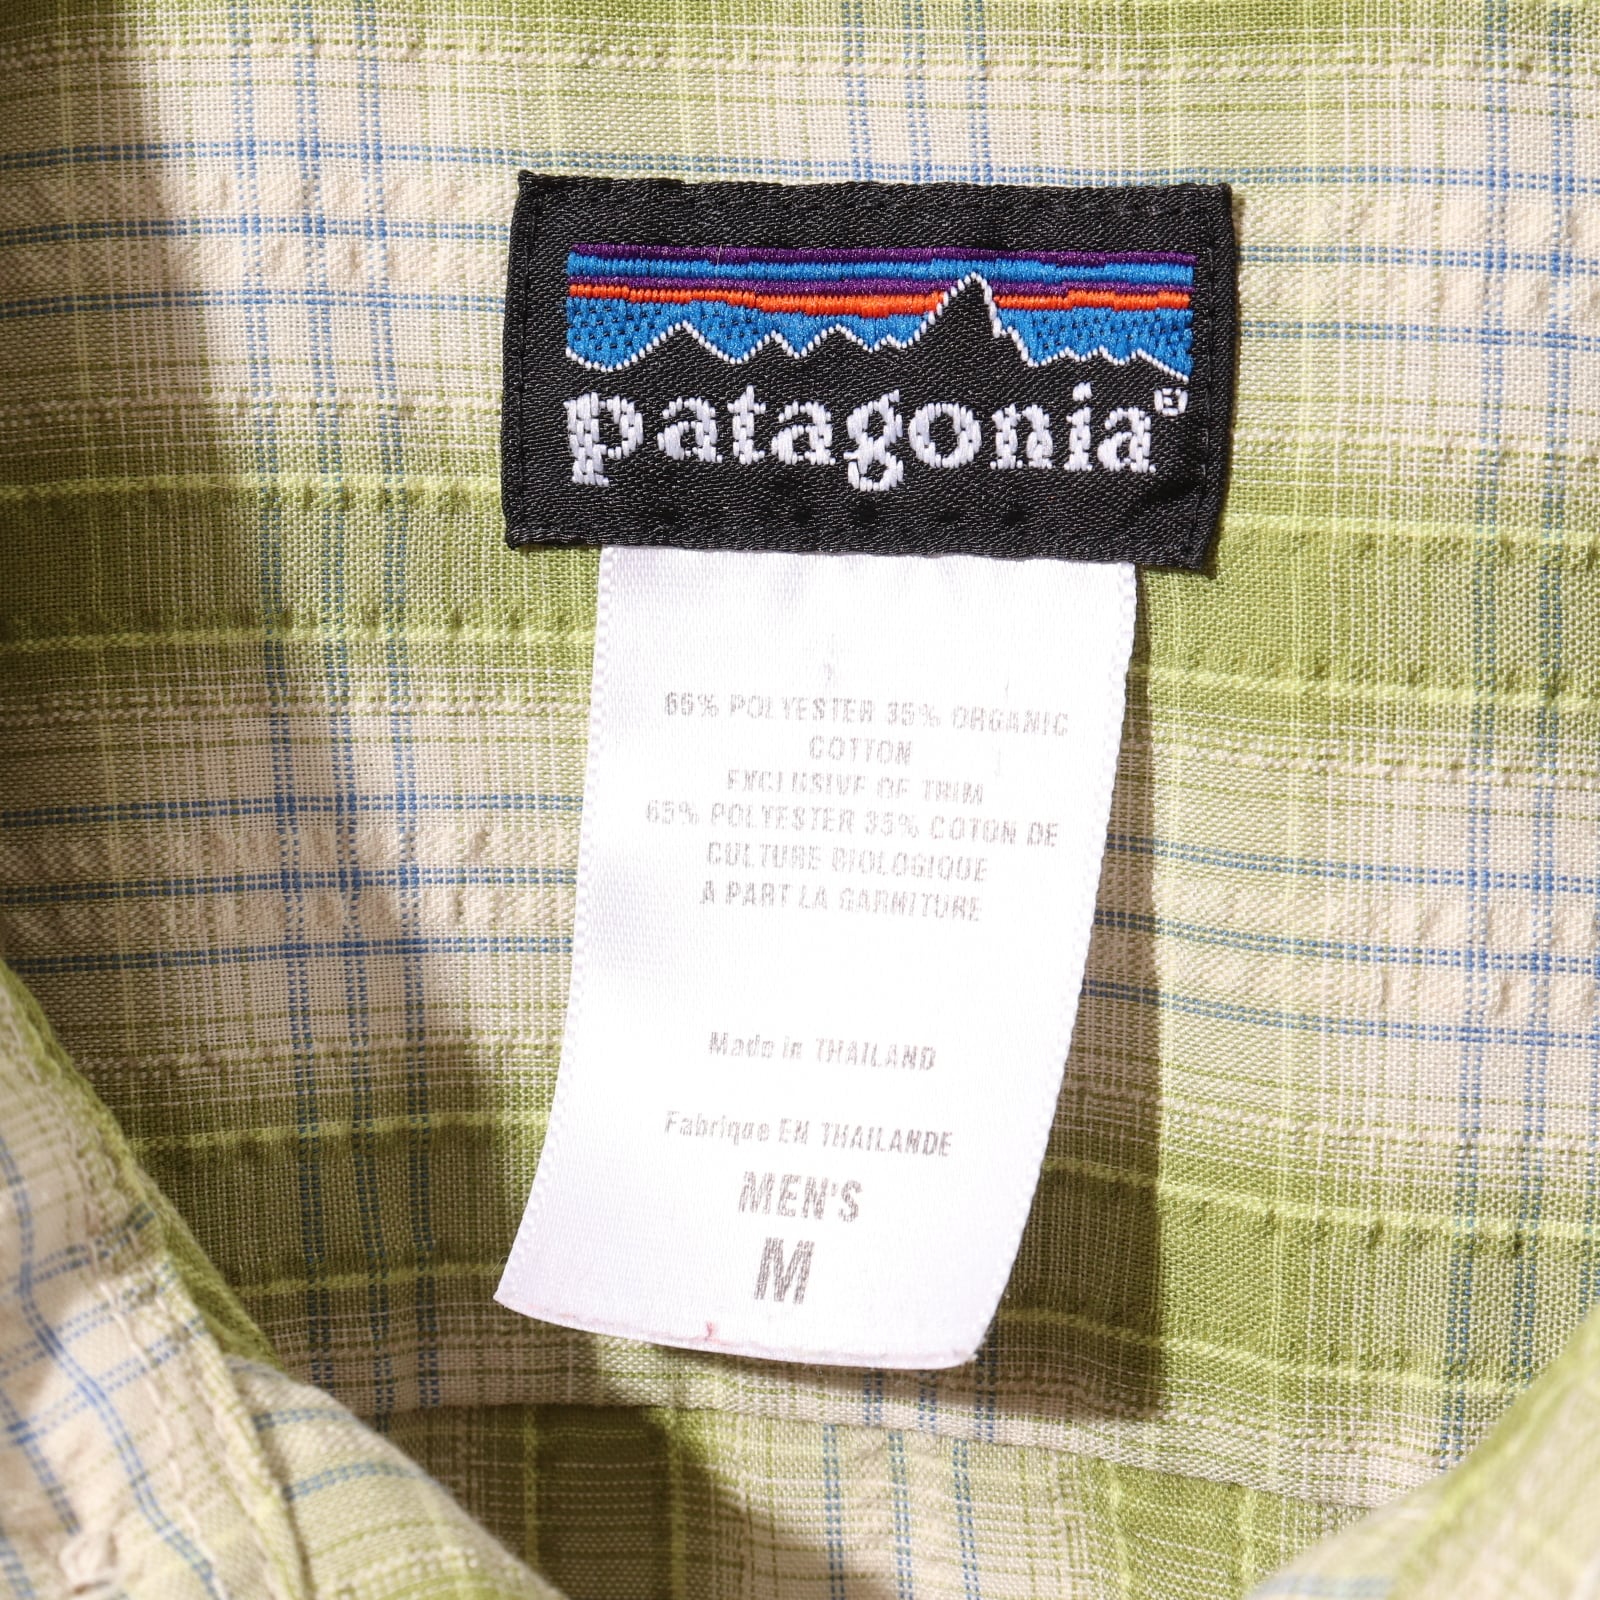 patagonia®
65% POLYESTER 35% ORGANIC
COTTON
EXCLUSIVE OF TRIM
65% POLYESTER 35% COTON DE
CULTURE BIOLOGIQUE
A PART LA GARNITURE
Made in THAILAND
Fabrique EN THAILANDE
MEN'S
M